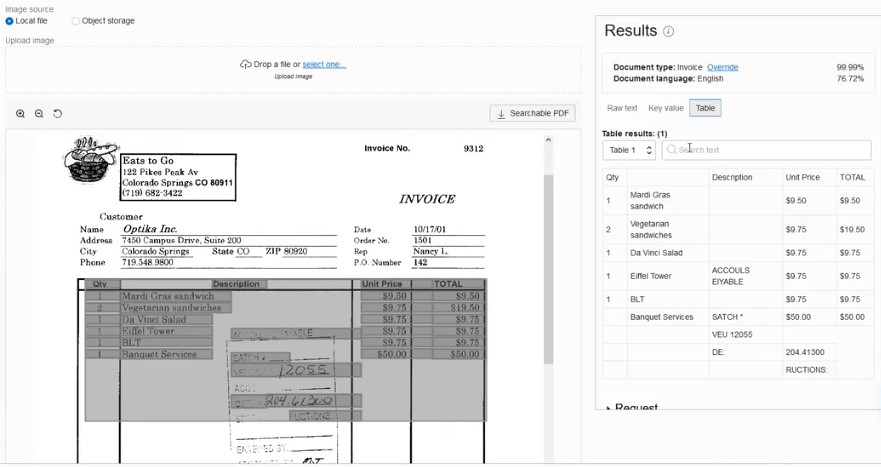 Image source
Local file
Object storage
Upload image
Drop a file or select one...
Upload image
Searchable PDF
Eats to Go
122 Pikes Peak Av
Colorado Springs CO 80911
(719) 682-3422
Invoice No. 9312
INVOICE
Customer
Name Optika Inc. Date 10/17/01
Address 7450 Campus Drive, Suite 200 Order No. 1501
City Colorado Springs State CO ZIP 80920 Rep Nancy L.
Phone 719.548.9800 P.O. Number 142
Qty Description Unit Price TOTAL
1 Mardi Gras sandwich $9.50 $9.50
2 Vegetarian sandwiches $9.75 $19.50
1 Da Vinci Salad $9.75 $9.75
1 Eiffel Tower $9.75 $9.75
1 BLT $9.75 $9.75
1 Banquet Services $50.00 $50.00
12055
204.61300
Results
Document type: Invoice Override 99.99%
Document language: English 76.72%
Raw text Key value Table
Table results: (1)
Table 1 Search text
Qty Description Unit Price TOTAL
1 Mardi Gras sandwich $9.50 $9.50
2 Vegetarian sandwiches $9.75 $19.50
1 Da Vinci Salad $9.75 $9.75
1 Eiffel Tower ACCOULS EIYABLE $9.75 $9.75
1 BLT $9.75 $9.75
Banquet Services SATCH * $50.00 $50.00
VEU 12055
DE: 204.41300
RUCTIONS:
Request